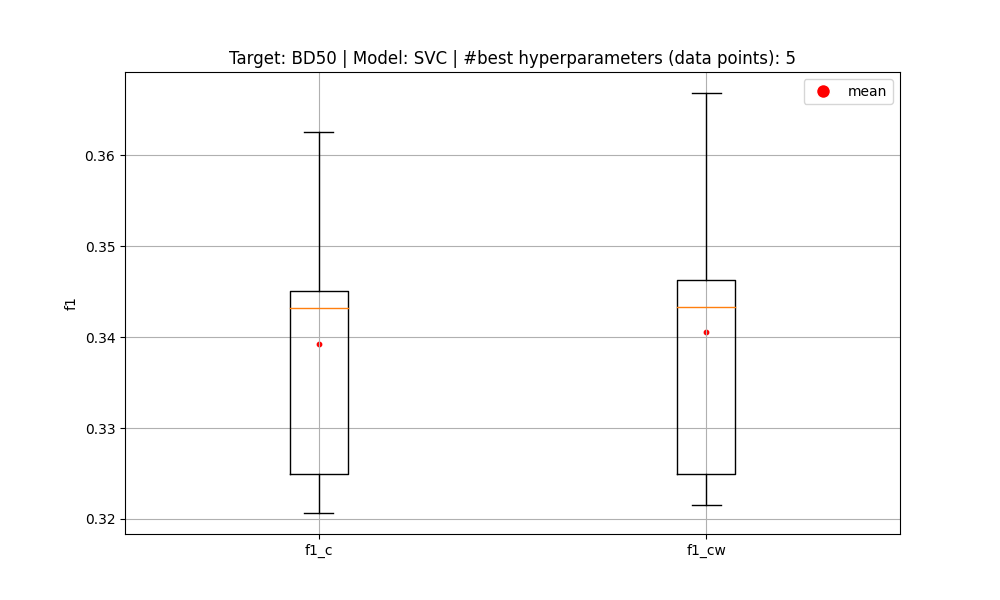 Target: BD50 | Model: SVC | #best hyperparameters (data points): 5
mean
0.36
0.35
0.34
0.33
0.32
f1
f1_c
f1_cw